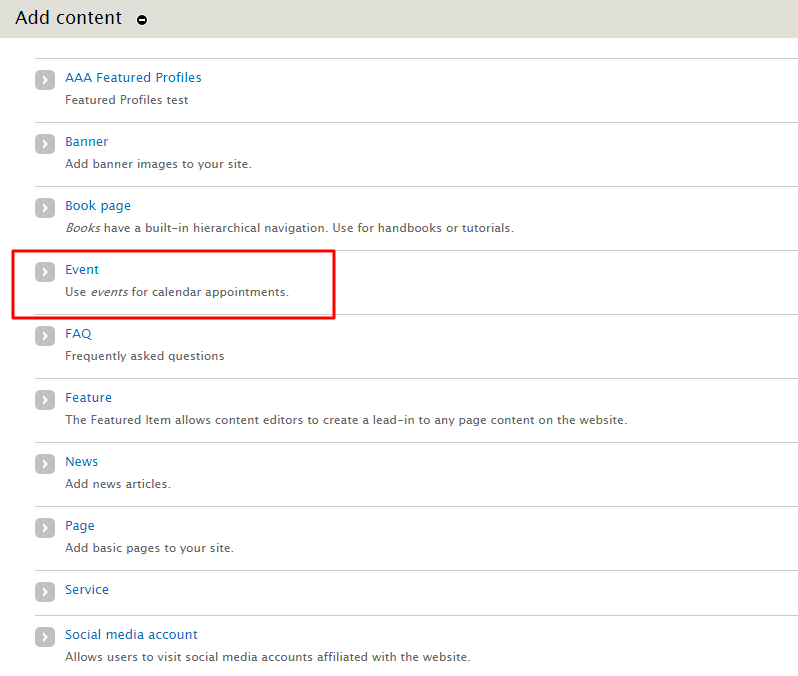 Add content
AAA Featured Profiles
Featured Profiles test
Banner
Add banner images to your site.
Book page
Books have a built-in hierarchical navigation. Use for handbooks or tutorials.
Event
Use events for calendar appointments.
FAQ
Frequently asked questions
Feature
The Featured Item allows content editors to create a lead-in to any page content on the website.
News
Add news articles.
Page
Add basic pages to your site.
Service
Social media account
Allows users to visit social media accounts affiliated with the website.